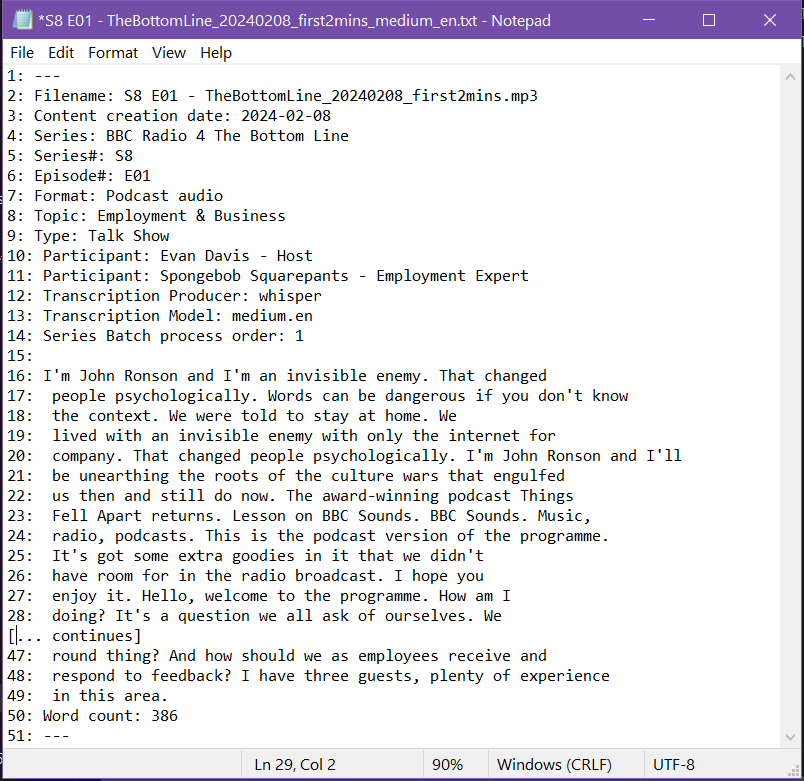 *S8 E01 - TheBottomLine_20240208_first2mins_medium_en.txt - Notepad
File Edit Format View Help
1: ---
2: Filename: S8 E01 - TheBottomLine_20240208_first2mins.mp3
3: Content creation date: 2024-02-08
4: Series: BBC Radio 4 The Bottom Line
5: Series#: S8
6: Episode#: E01
7: Format: Podcast audio
8: Topic: Employment & Business
9: Type: Talk Show
10: Participant: Evan Davis - Host
11: Participant: Spongebob Squarepants - Employment Expert
12: Transcription Producer: whisper
13: Transcription Model: medium.en
14: Series Batch process order: 1
15:
16: I'm John Ronson and I'm an invisible enemy. That changed
17:  people psychologically. Words can be dangerous if you don't know
18:  the context. We were told to stay at home. We
19:  lived with an invisible enemy with only the internet for
20:  company. That changed people psychologically. I'm John Ronson and I'll
21:  be unearthing the roots of the culture wars that engulfed
22:  us then and still do now. The award-winning podcast Things
23:  Fell Apart returns. Lesson on BBC Sounds. BBC Sounds. Music,
24:  radio, podcasts. This is the podcast version of the programme.
25:  It's got some extra goodies in it that we didn't
26:  have room for in the radio broadcast. I hope you
27:  enjoy it. Hello, welcome to the programme. How am I
28:  doing? It's a question we all ask of ourselves. We
[... continues]
47:  round thing? And how should we as employees receive and
48:  respond to feedback? I have three guests, plenty of experience
49:  in this area.
50: Word count: 386
51: ---
Ln 29, Col 2 90% Windows (CRLF) UTF-8